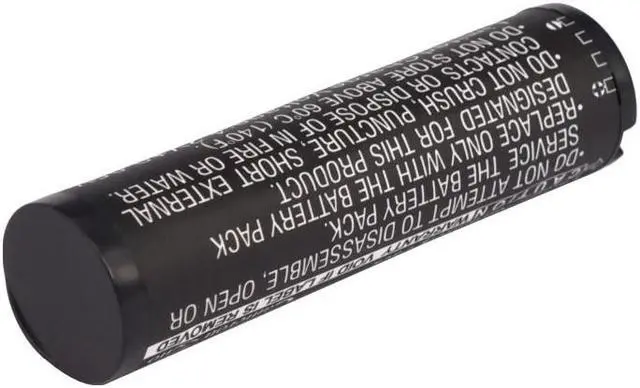 WARRANTY VOID IF LABEL IS REMOVED
CAUTION
•DO NOT ATTEMPT TO DISASSEMBLE, OPEN OR
SERVICE THE BATTERY PACK.
•REPLACE ONLY WITH THE BATTERY PACK
DESIGNATED FOR THIS PRODUCT.
•DO NOT CRUSH, PUNCTURE, SHORT EXTERNAL
CONTACTS OR DISPOSE OF IN FIRE OR WATER.
•DO NOT STORE ABOVE 60°C (140°F).